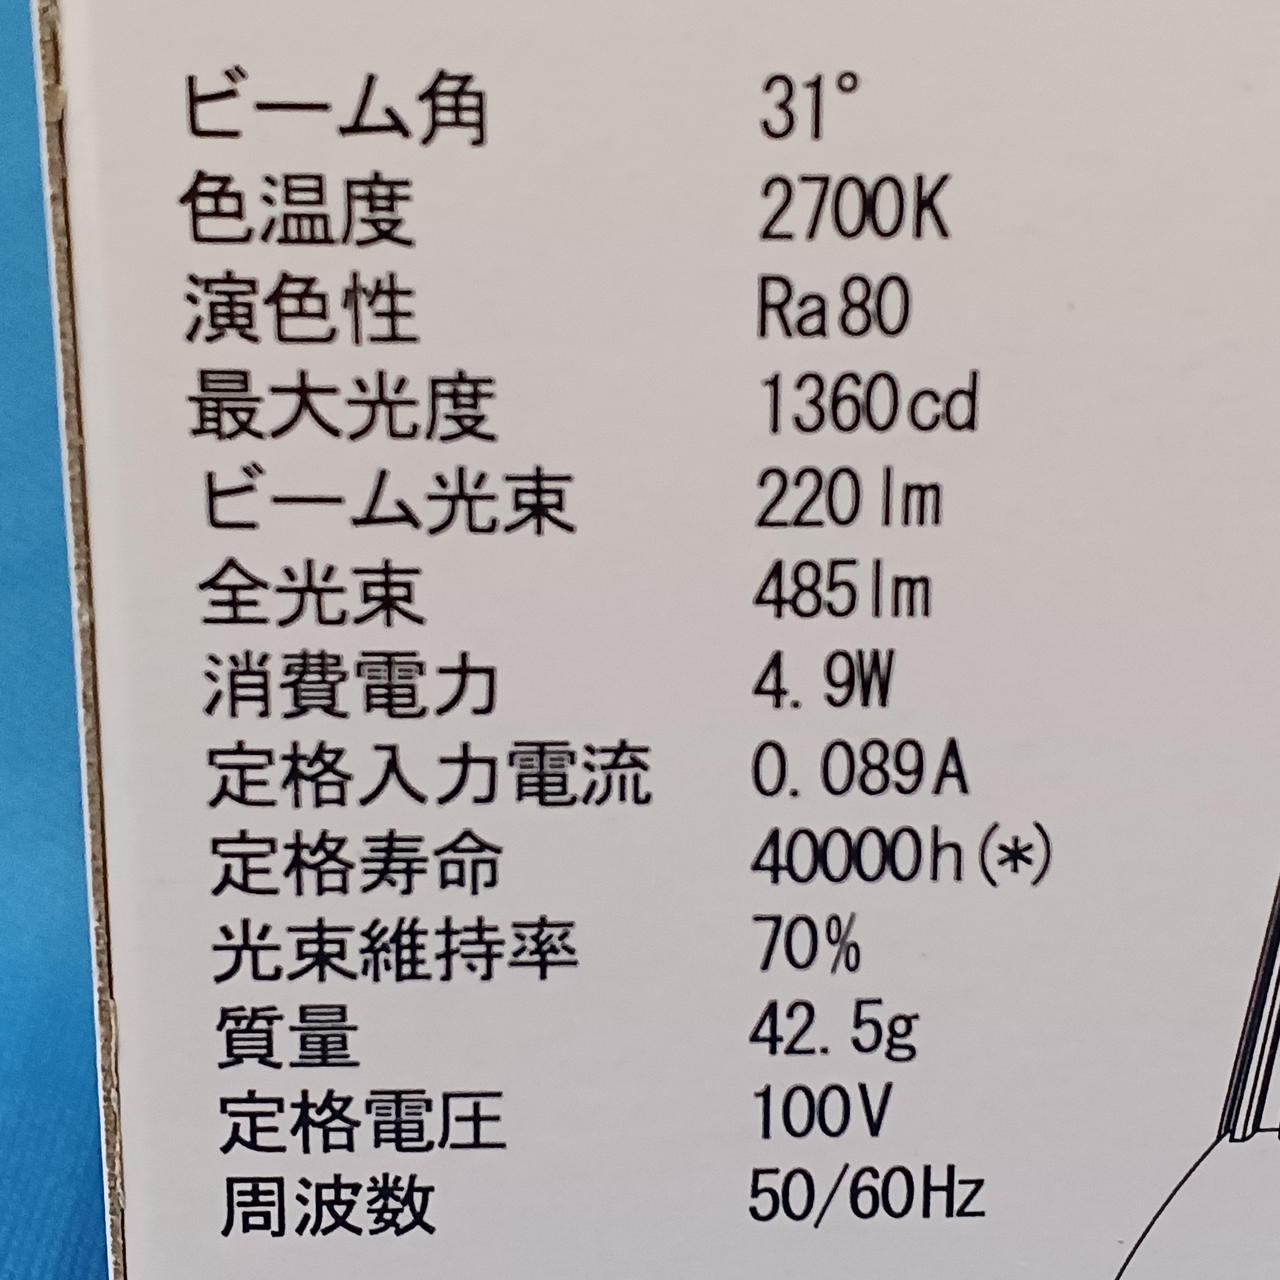 ビーム角 31°
色温度 2700K
演色性 Ra80
最大光度 1360cd
ビーム光束 220lm
全光束 485lm
消費電力 4.9W
定格入力電流 0.089A
定格寿命 40000h(*)
光束維持率 70%
質量 42.5g
定格電圧 100V
周波数 50/60Hz